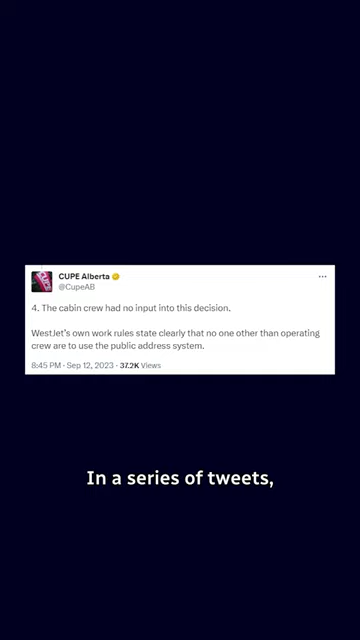 CUPE Alberta
@CupeAB
4. The cabin crew had no input into this decision.
WestJet's own work rules state clearly that no one other than operating
crew are to use the public address system.
8:45 PM · Sep 12, 2023 · 37.2K Views
In a series of tweets,